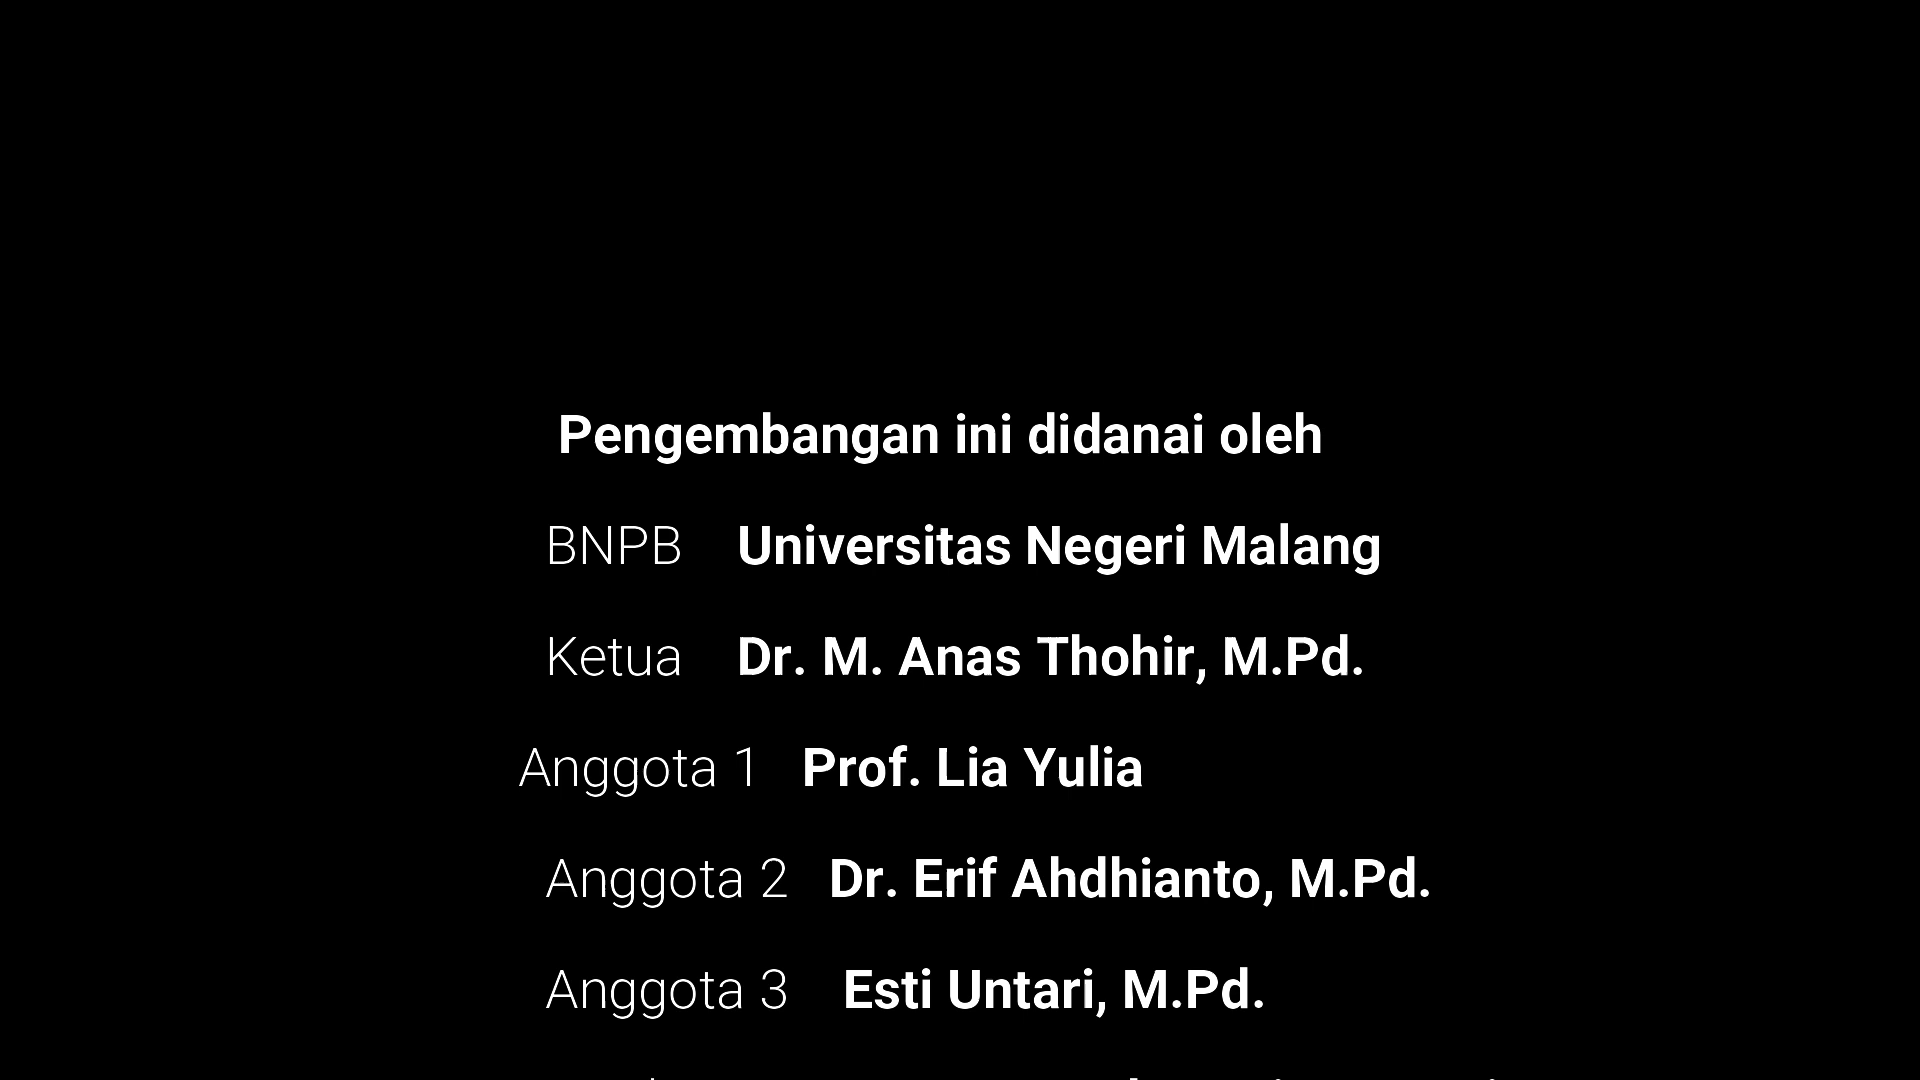 Pengembangan ini didanai oleh
BNPB Universitas Negeri Malang
Ketua Dr. M. Anas Thohir, M.Pd.
Anggota 1 Prof. Lia Yulia
Anggota 2 Dr. Erif Ahdhianto, M.Pd.
Anggota 3 Esti Untari, M.Pd.